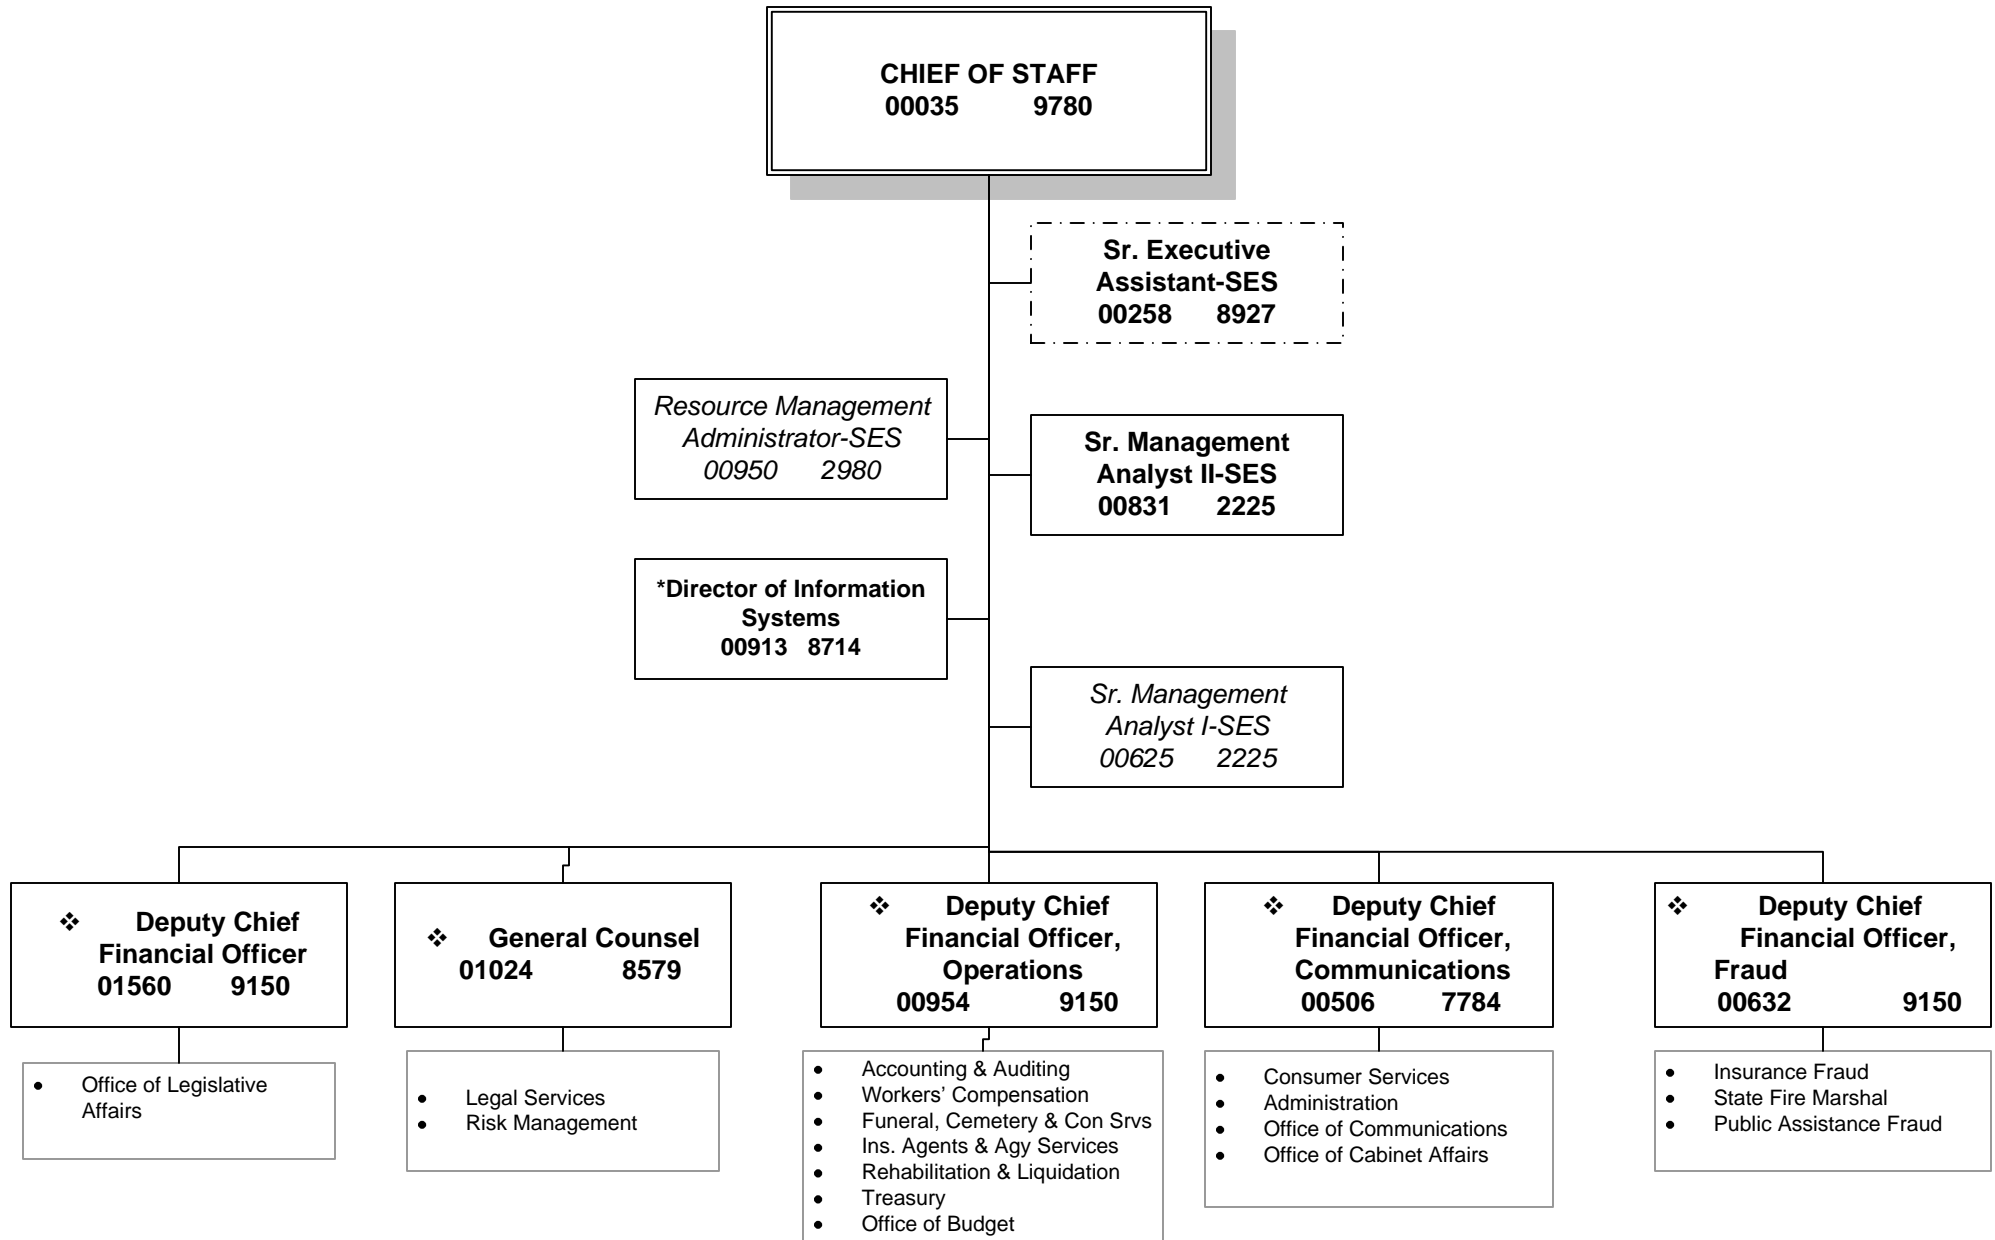 CHIEF OF STAFF
00035 9780
Sr. Executive
Assistant-SES
00258 8927
Resource Management
Administrator-SES
00950 2980
Sr. Management
Analyst II-SES
00831 2225
*Director of Information
Systems
00913 8714
Sr. Management
Analyst I-SES
00625 2225
❖ Deputy Chief
Financial Officer
01560 9150
❖ General Counsel
01024 8579
❖ Deputy Chief
Financial Officer,
Operations
00954 9150
❖ Deputy Chief
Financial Officer,
Communications
00506 7784
❖ Deputy Chief
Financial Officer,
Fraud
00632 9150
• Office of Legislative
Affairs
• Legal Services
• Risk Management
• Accounting & Auditing
• Workers’ Compensation
• Funeral, Cemetery & Con Srvs
• Ins. Agents & Agy Services
• Rehabilitation & Liquidation
• Treasury
• Office of Budget
• Consumer Services
• Administration
• Office of Communications
• Office of Cabinet Affairs
• Insurance Fraud
• State Fire Marshal
• Public Assistance Fraud